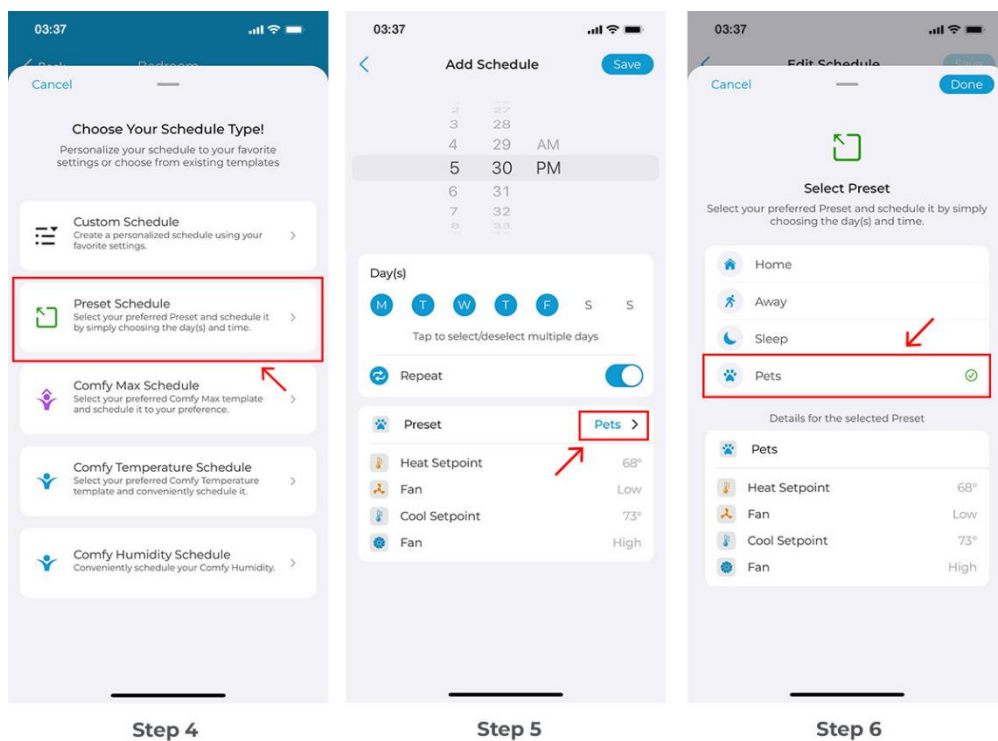 03:37
Back Bedroom
Cancel
Choose Your Schedule Type!
Personalize your schedule to your favorite
settings or choose from existing templates
Custom Schedule
Create a personalized schedule using your
favorite settings.
Preset Schedule
Select your preferred Preset and schedule it
by simply choosing the day(s) and time.
Comfy Max Schedule
Select your preferred Comfy Max template
and schedule it to your preference.
Comfy Temperature Schedule
Select your preferred Comfy Temperature
template and conveniently schedule it.
Comfy Humidity Schedule
Conveniently schedule your Comfy Humidity.
Step 4
03:37
Add Schedule Save
2 27
3 28
4 29 AM
5 30 PM
6 31
7 32
8 33
Day(s)
M T W T F S S
Tap to select/deselect multiple days
Repeat
Preset Pets
Heat Setpoint 68°
Fan Low
Cool Setpoint 73°
Fan High
Step 5
03:37
Edit Schedule Save
Cancel Done
Select Preset
Select your preferred Preset and schedule it by simply
choosing the day(s) and time.
Home
Away
Sleep
Pets
Details for the selected Preset
Pets
Heat Setpoint 68°
Fan Low
Cool Setpoint 73°
Fan High
Step 6